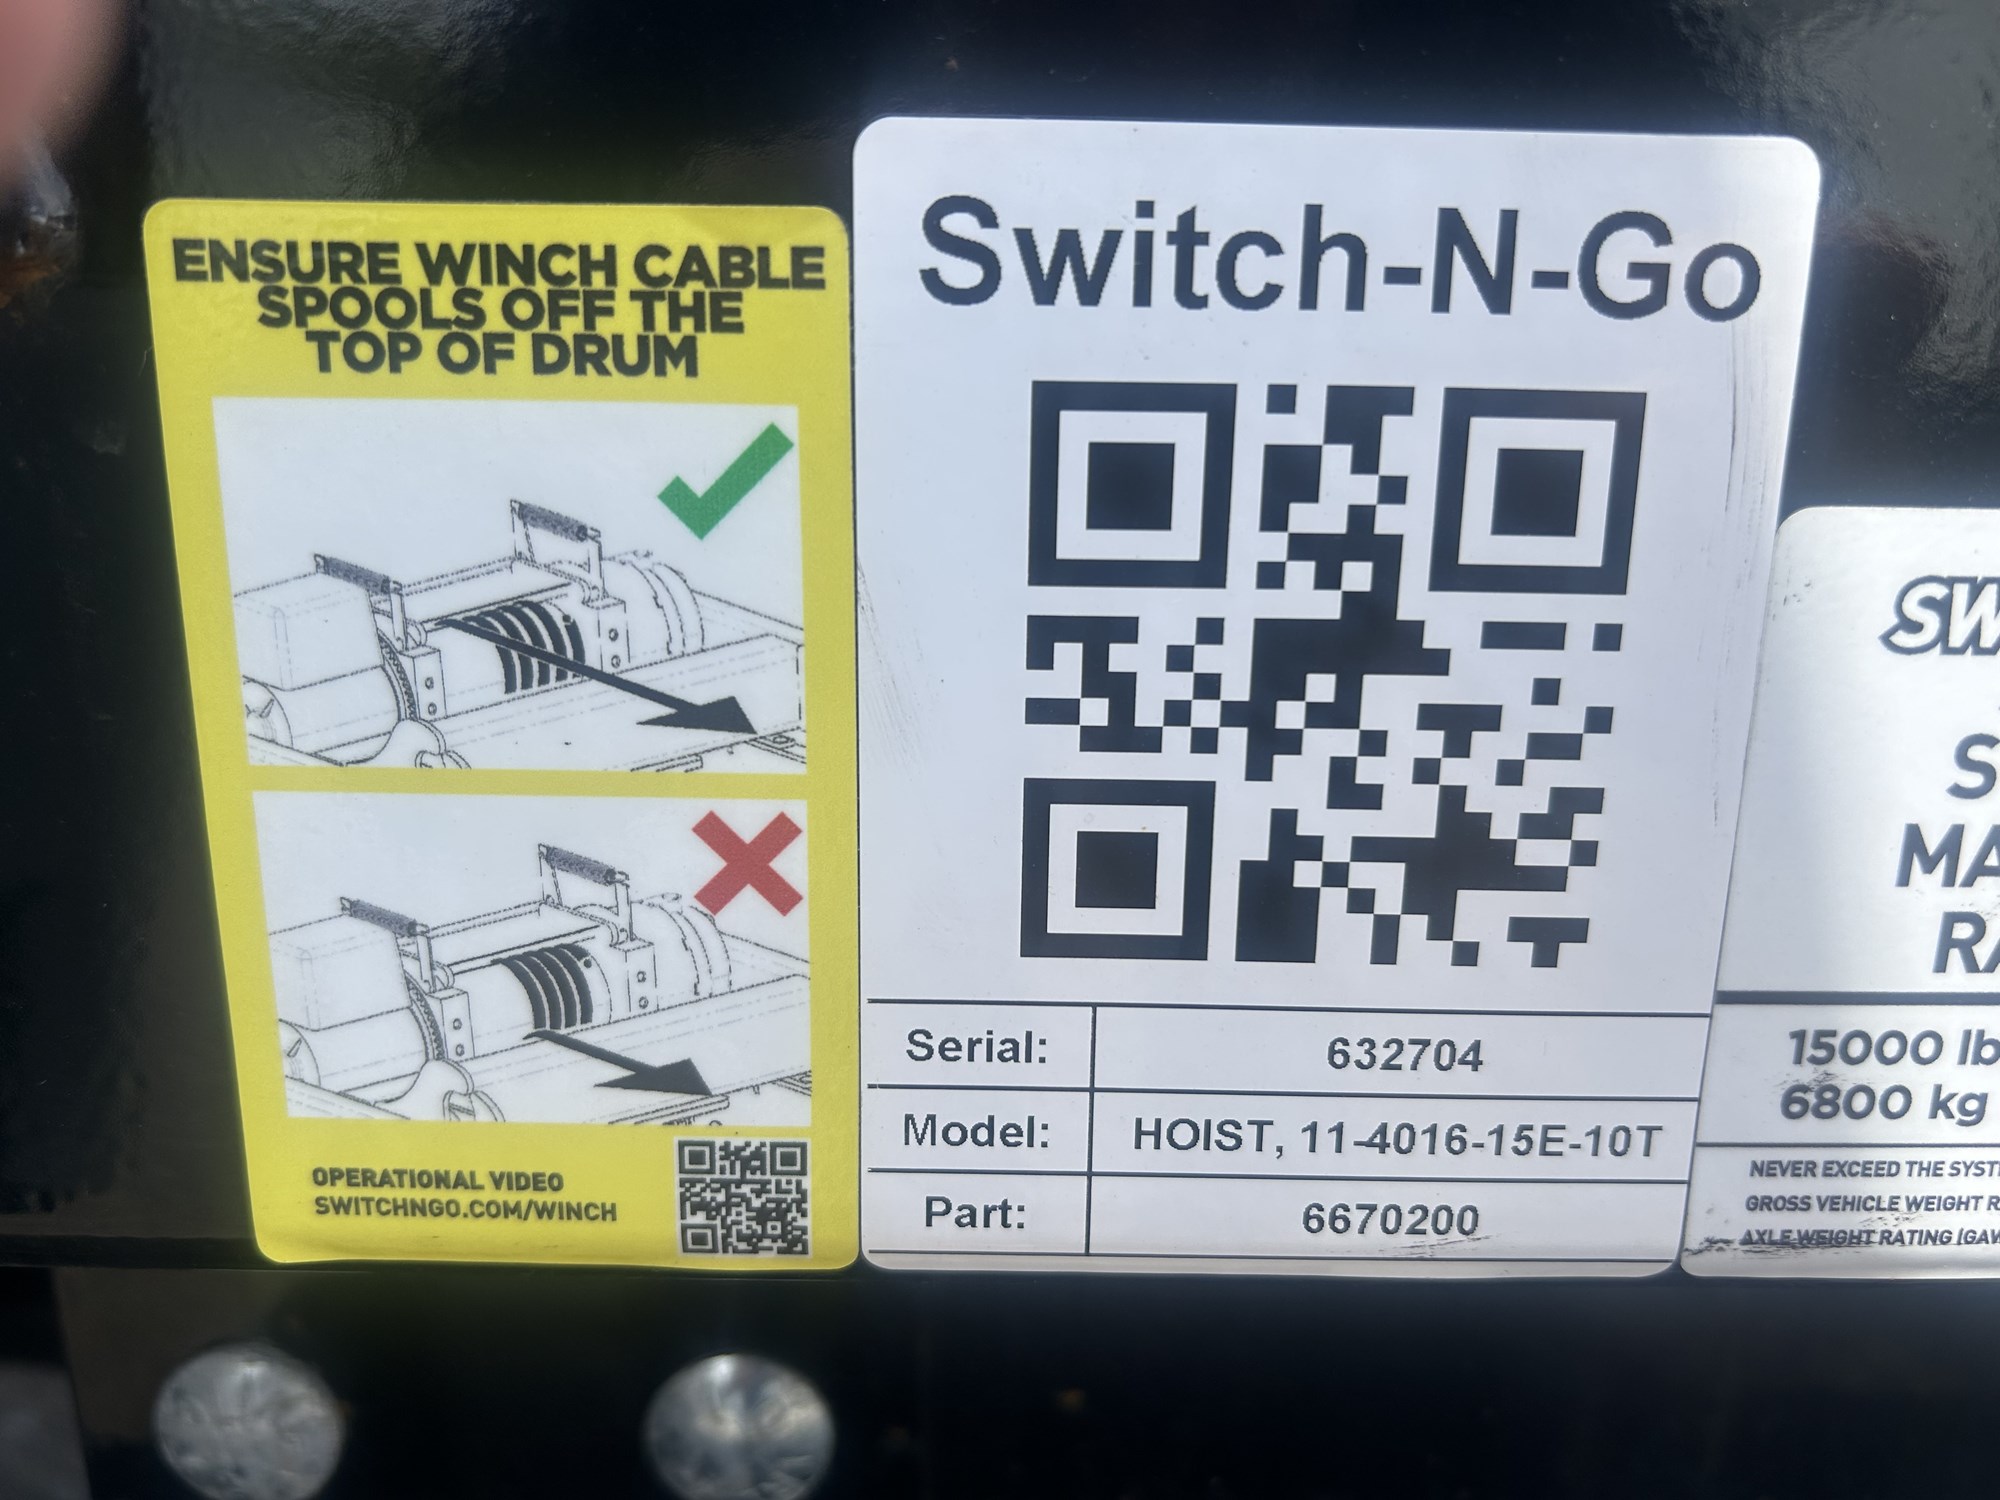 ENSURE WINCH CABLE
SPOOLS OFF THE
TOP OF DRUM
OPERATIONAL VIDEO
SWITCHNGO.COM/WINCH
Switch-N-Go
Serial: 632704
Model: HOIST, 11-4016-15E-10T
Part: 6670200
15000 lb
6800 kg
NEVER EXCEED THE
GROSS VEHICLE WEIGHT
AXLE WEIGHT RATING